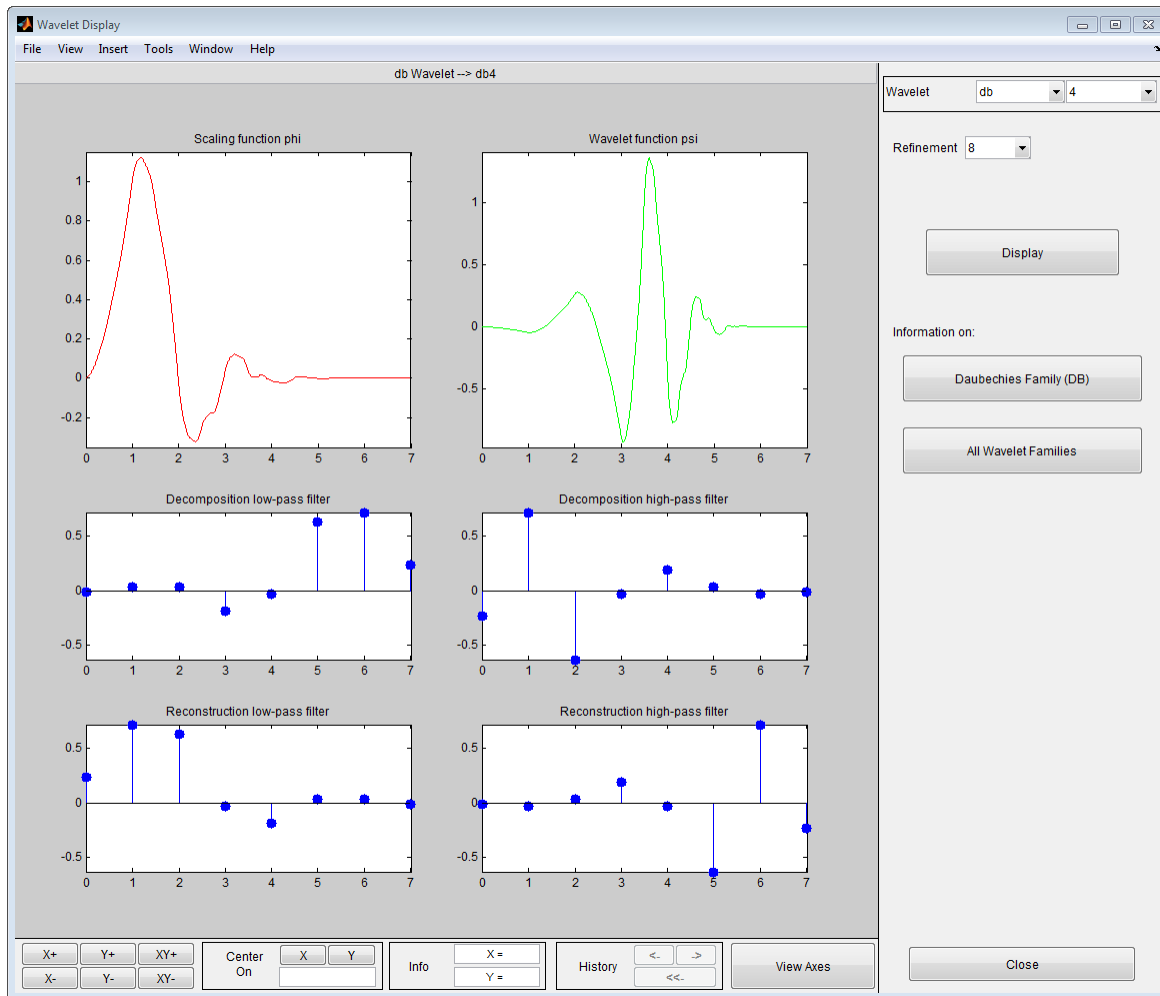 Wavelet Display
File View Insert Tools Window Help
db Wavelet --> db4
Wavelet db 4
Refinement 8
Display
Information on:
Daubechies Family (DB)
All Wavelet Families
Close
Scaling function phi
1
0.8
0.6
0.4
0.2
0
-0.2
0 1 2 3 4 5 6 7
Wavelet function psi
1
0.5
0
-0.5
0 1 2 3 4 5 6 7
Decomposition low-pass filter
0.5
0
-0.5
0 1 2 3 4 5 6 7
Decomposition high-pass filter
0.5
0
-0.5
0 1 2 3 4 5 6 7
Reconstruction low-pass filter
0.5
0
-0.5
0 1 2 3 4 5 6 7
Reconstruction high-pass filter
0.5
0
-0.5
0 1 2 3 4 5 6 7
X+ Y+ XY+
X- Y- XY-
Center On
X Y
Info
X =
Y =
History
<- ->
<<-
View Axes